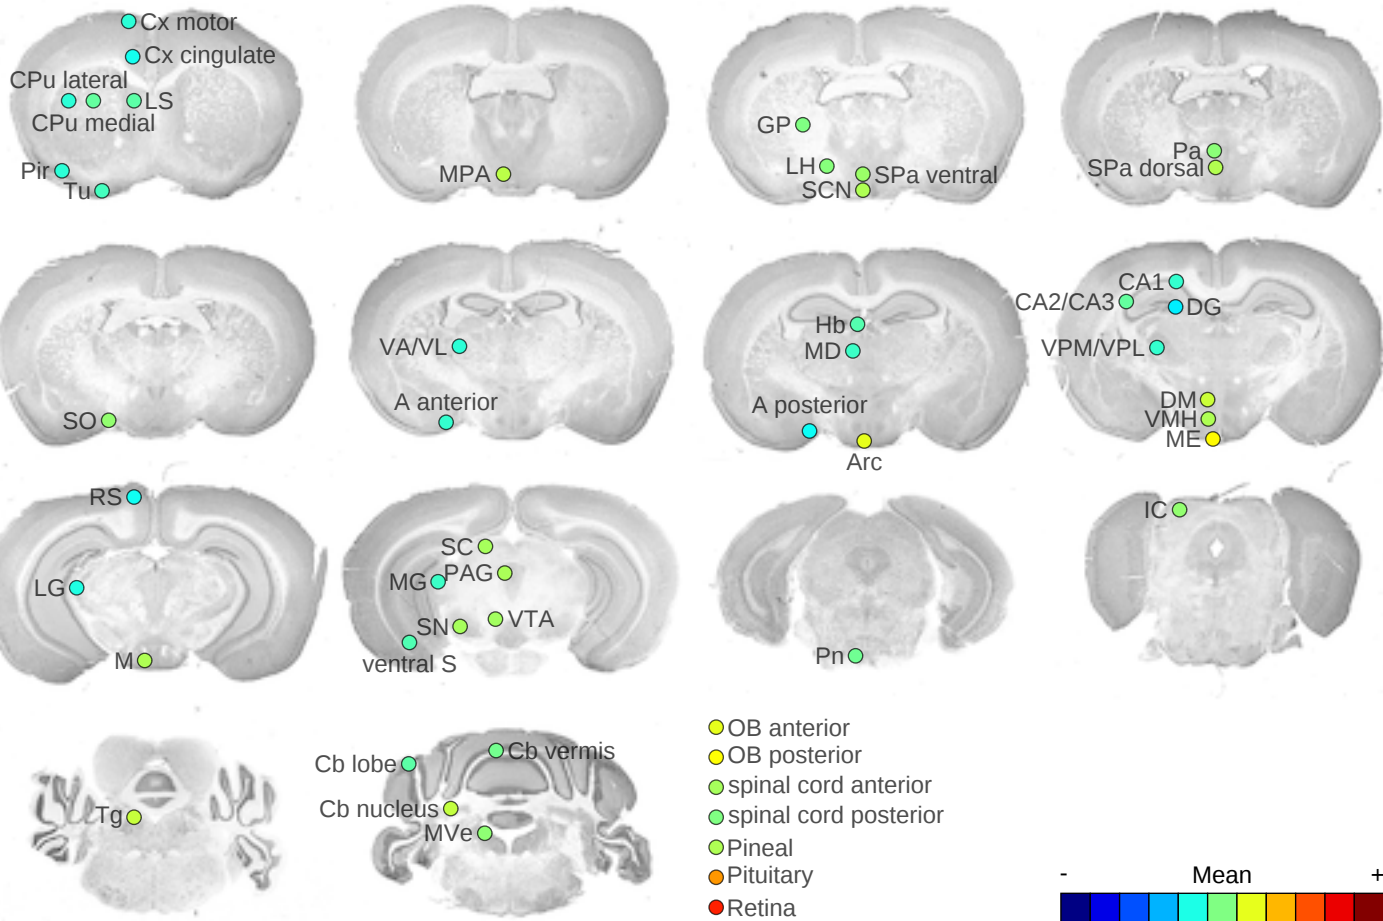 Cx motor
Cx cingulate
CPu lateral
LS
CPu medial
Pir
Tu
MPA
GP
LH
SPa ventral
SCN
Pa
SPa dorsal
SO
VA/VL
A anterior
Hb
MD
A posterior
Arc
CA1
CA2/CA3
DG
VPM/VPL
DM
VMH
ME
RS
LG
M
SC
PAG
MG
VTA
SN
ventral S
Pn
IC
Tg
Cb lobe
Cb vermis
Cb nucleus
MVe
OB anterior
OB posterior
spinal cord anterior
spinal cord posterior
Pineal
Pituitary
Retina
- Mean +